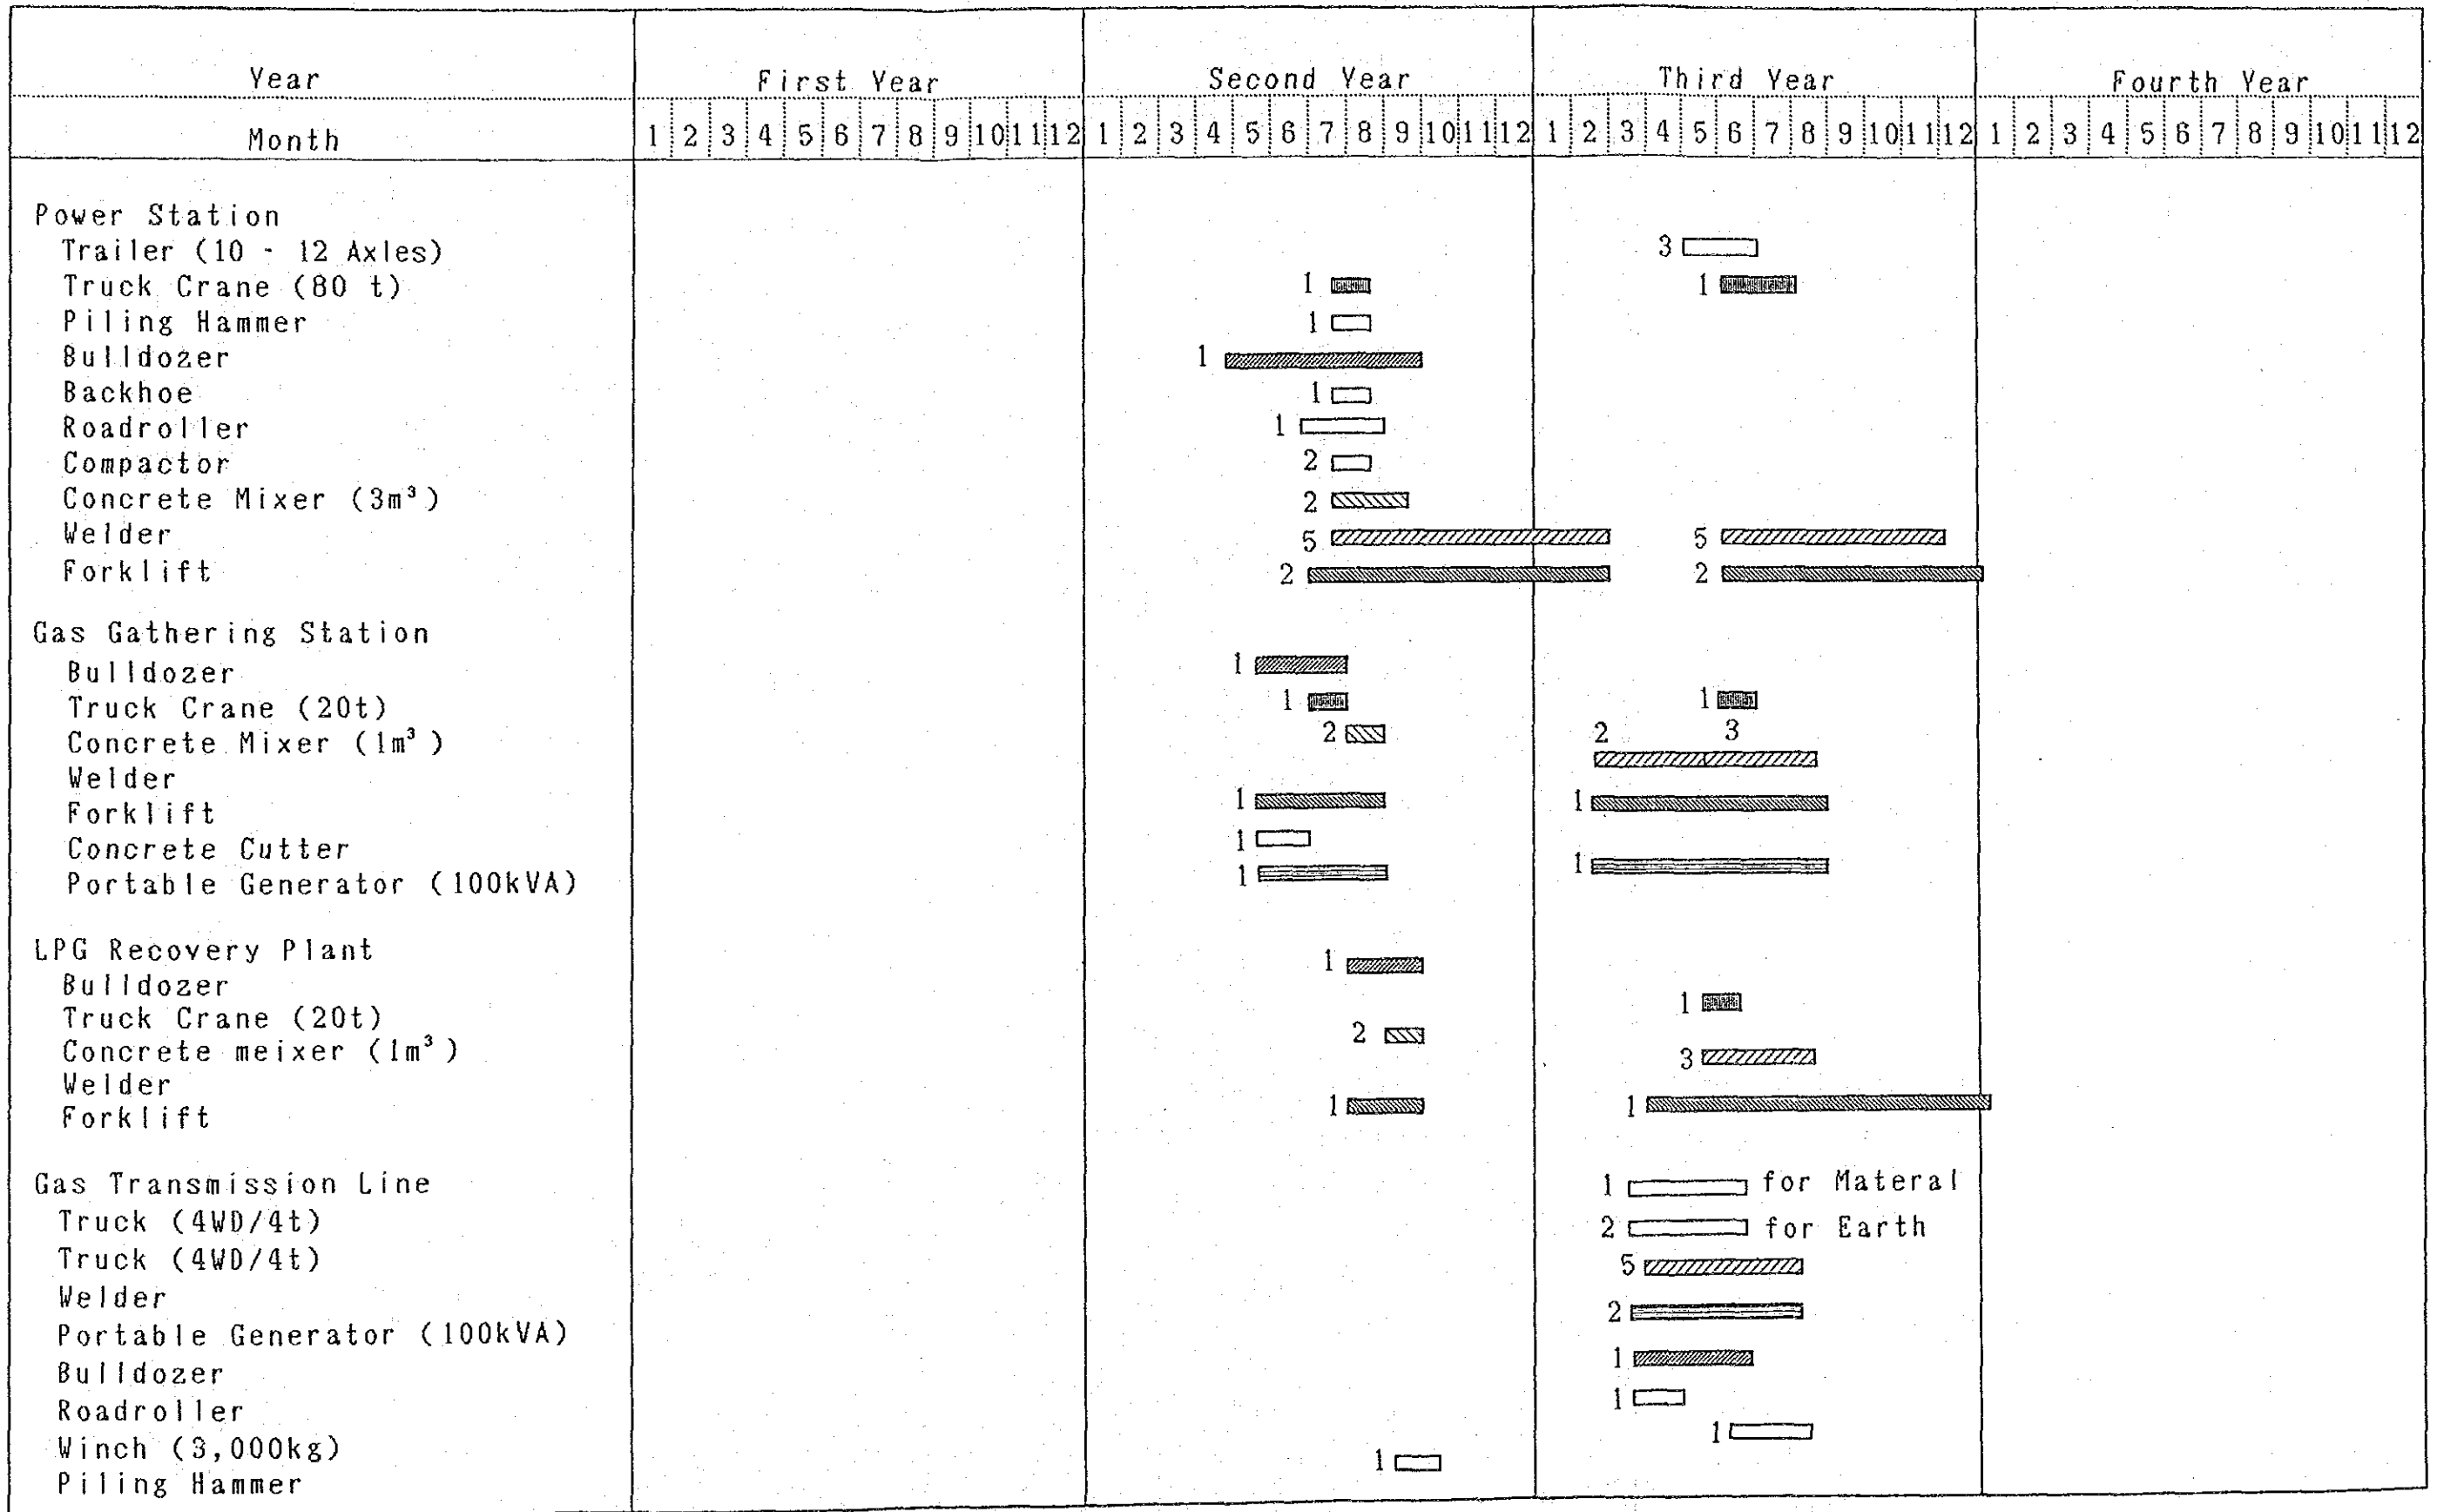 Year First Year Second Year Third Year Fourth Year
Month 1 2 3 4 5 6 7 8 9 10 11 12 1 2 3 4 5 6 7 8 9 10 11 12 1 2 3 4 5 6 7 8 9 10 11 12 1 2 3 4 5 6 7 8 9 10 11 12
Power Station
Trailer (10 - 12 Axles) 3
Truck Crane (80 t) 1 1
Piling Hammer 1
Bulldozer 1
Backhoe 1
Roadroller 1
Compactor 2
Concrete Mixer (3m³) 2
Welder 5 5
Forklift 2 2
Gas Gathering Station
Bulldozer 1
Truck Crane (20t) 1 1
Concrete Mixer (1m³) 2 2 3
Welder
Forklift 1 1
Concrete Cutter 1
Portable Generator (100kVA) 1 1
LPG Recovery Plant 1
Bulldozer
Truck Crane (20t) 1
Concrete meixer (1m³) 2 3
Welder
Forklift 1 1
Gas Transmission Line 1 for Materal
Truck (4WD/4t) 2 for Earth
Truck (4WD/4t) 5
Welder 2
Portable Generator (100kVA) 1
Bulldozer
Roadroller 1
Winch (3,000kg) 1 1
Piling Hammer